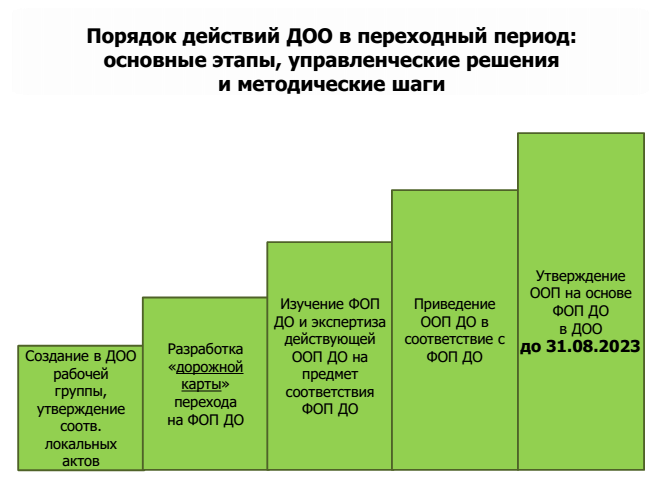 Порядок действий ДОО в переходный период:
основные этапы, управленческие решения
и методические шаги
Создание в ДОО
рабочей
группы,
утверждение
соотв.
локальных
актов
Разработка
«дорожной
карты»
перехода
на ФОП ДО
Изучение ФОП
ДО и экспертиза
действующей
ООП ДО на
предмет
соответствия
ФОП ДО
Приведение
ООП ДО в
соответствие с
ФОП ДО
Утверждение
ООП на основе
ФОП ДО
в ДОО
до 31.08.2023